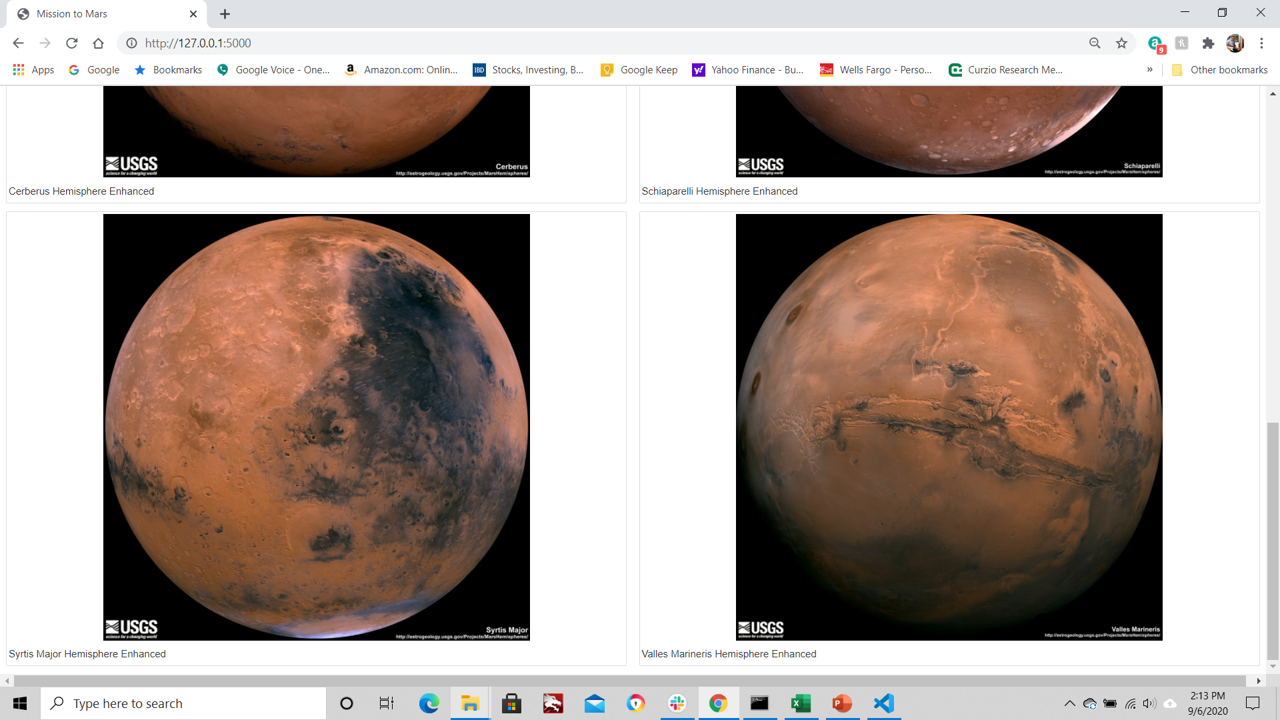 Mission to Mars
http://127.0.0.1:5000
9
Apps
Google
Bookmarks
Google Voice - One...
Amazon.com: Onlin...
IBD
Stocks, Investing, B...
Google Keep
Yahoo Finance - Bu...
Wells Fargo - Perso...
Curzio Research Me...
»
Other bookmarks
USGS
science for a changing world
Cerberus
http://astrogeology.usgs.gov/Projects/MarsHemispheres/
Cerberus Hemisphere Enhanced
USGS
science for a changing world
Schiaparelli
http://astrogeology.usgs.gov/Projects/MarsHemispheres/
Schiaparelli Hemisphere Enhanced
USGS
science for a changing world
Syrtis Major
http://astrogeology.usgs.gov/Projects/MarsHemispheres/
Syrtis Major Hemisphere Enhanced
USGS
science for a changing world
Valles Marineris
http://astrogeology.usgs.gov/Projects/MarsHemispheres/
Valles Marineris Hemisphere Enhanced
Type here to search
2:13 PM
9/6/2020